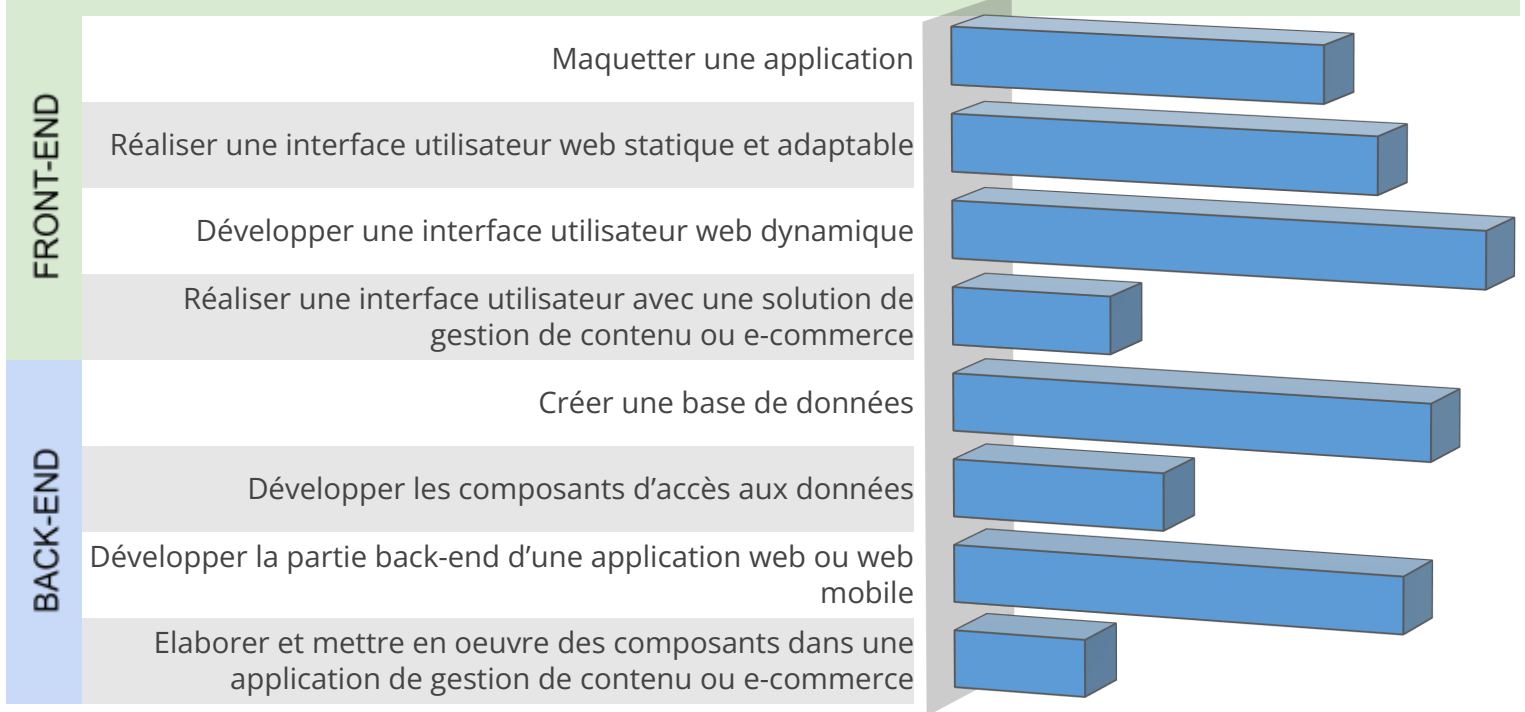 FRONT-END
Maquetter une application
Réaliser une interface utilisateur web statique et adaptable
Développer une interface utilisateur web dynamique
Réaliser une interface utilisateur avec une solution de
gestion de contenu ou e-commerce
BACK-END
Créer une base de données
Développer les composants d’accès aux données
Développer la partie back-end d’une application web ou web
mobile
Elaborer et mettre en oeuvre des composants dans une
application de gestion de contenu ou e-commerce